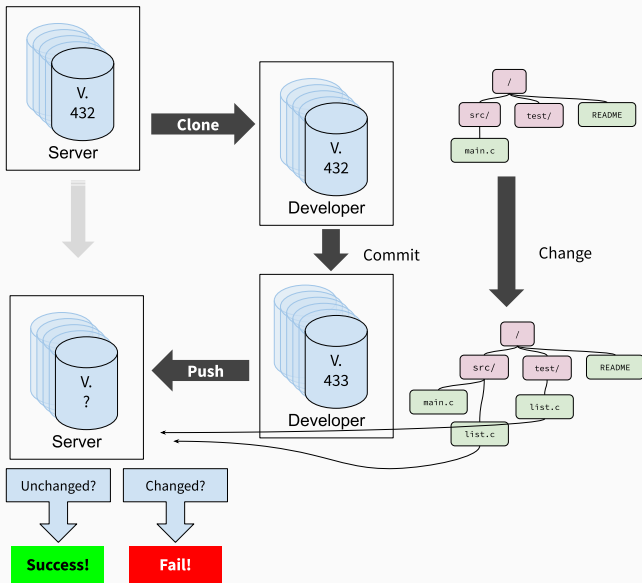 V.
432
Server
Clone
V.
432
Developer
/
src/
test/
README
main.c
Commit
Change
V.
?
Server
Push
V.
433
Developer
/
src/
test/
README
main.c
list.c
list.c
Unchanged?
Changed?
Success!
Fail!